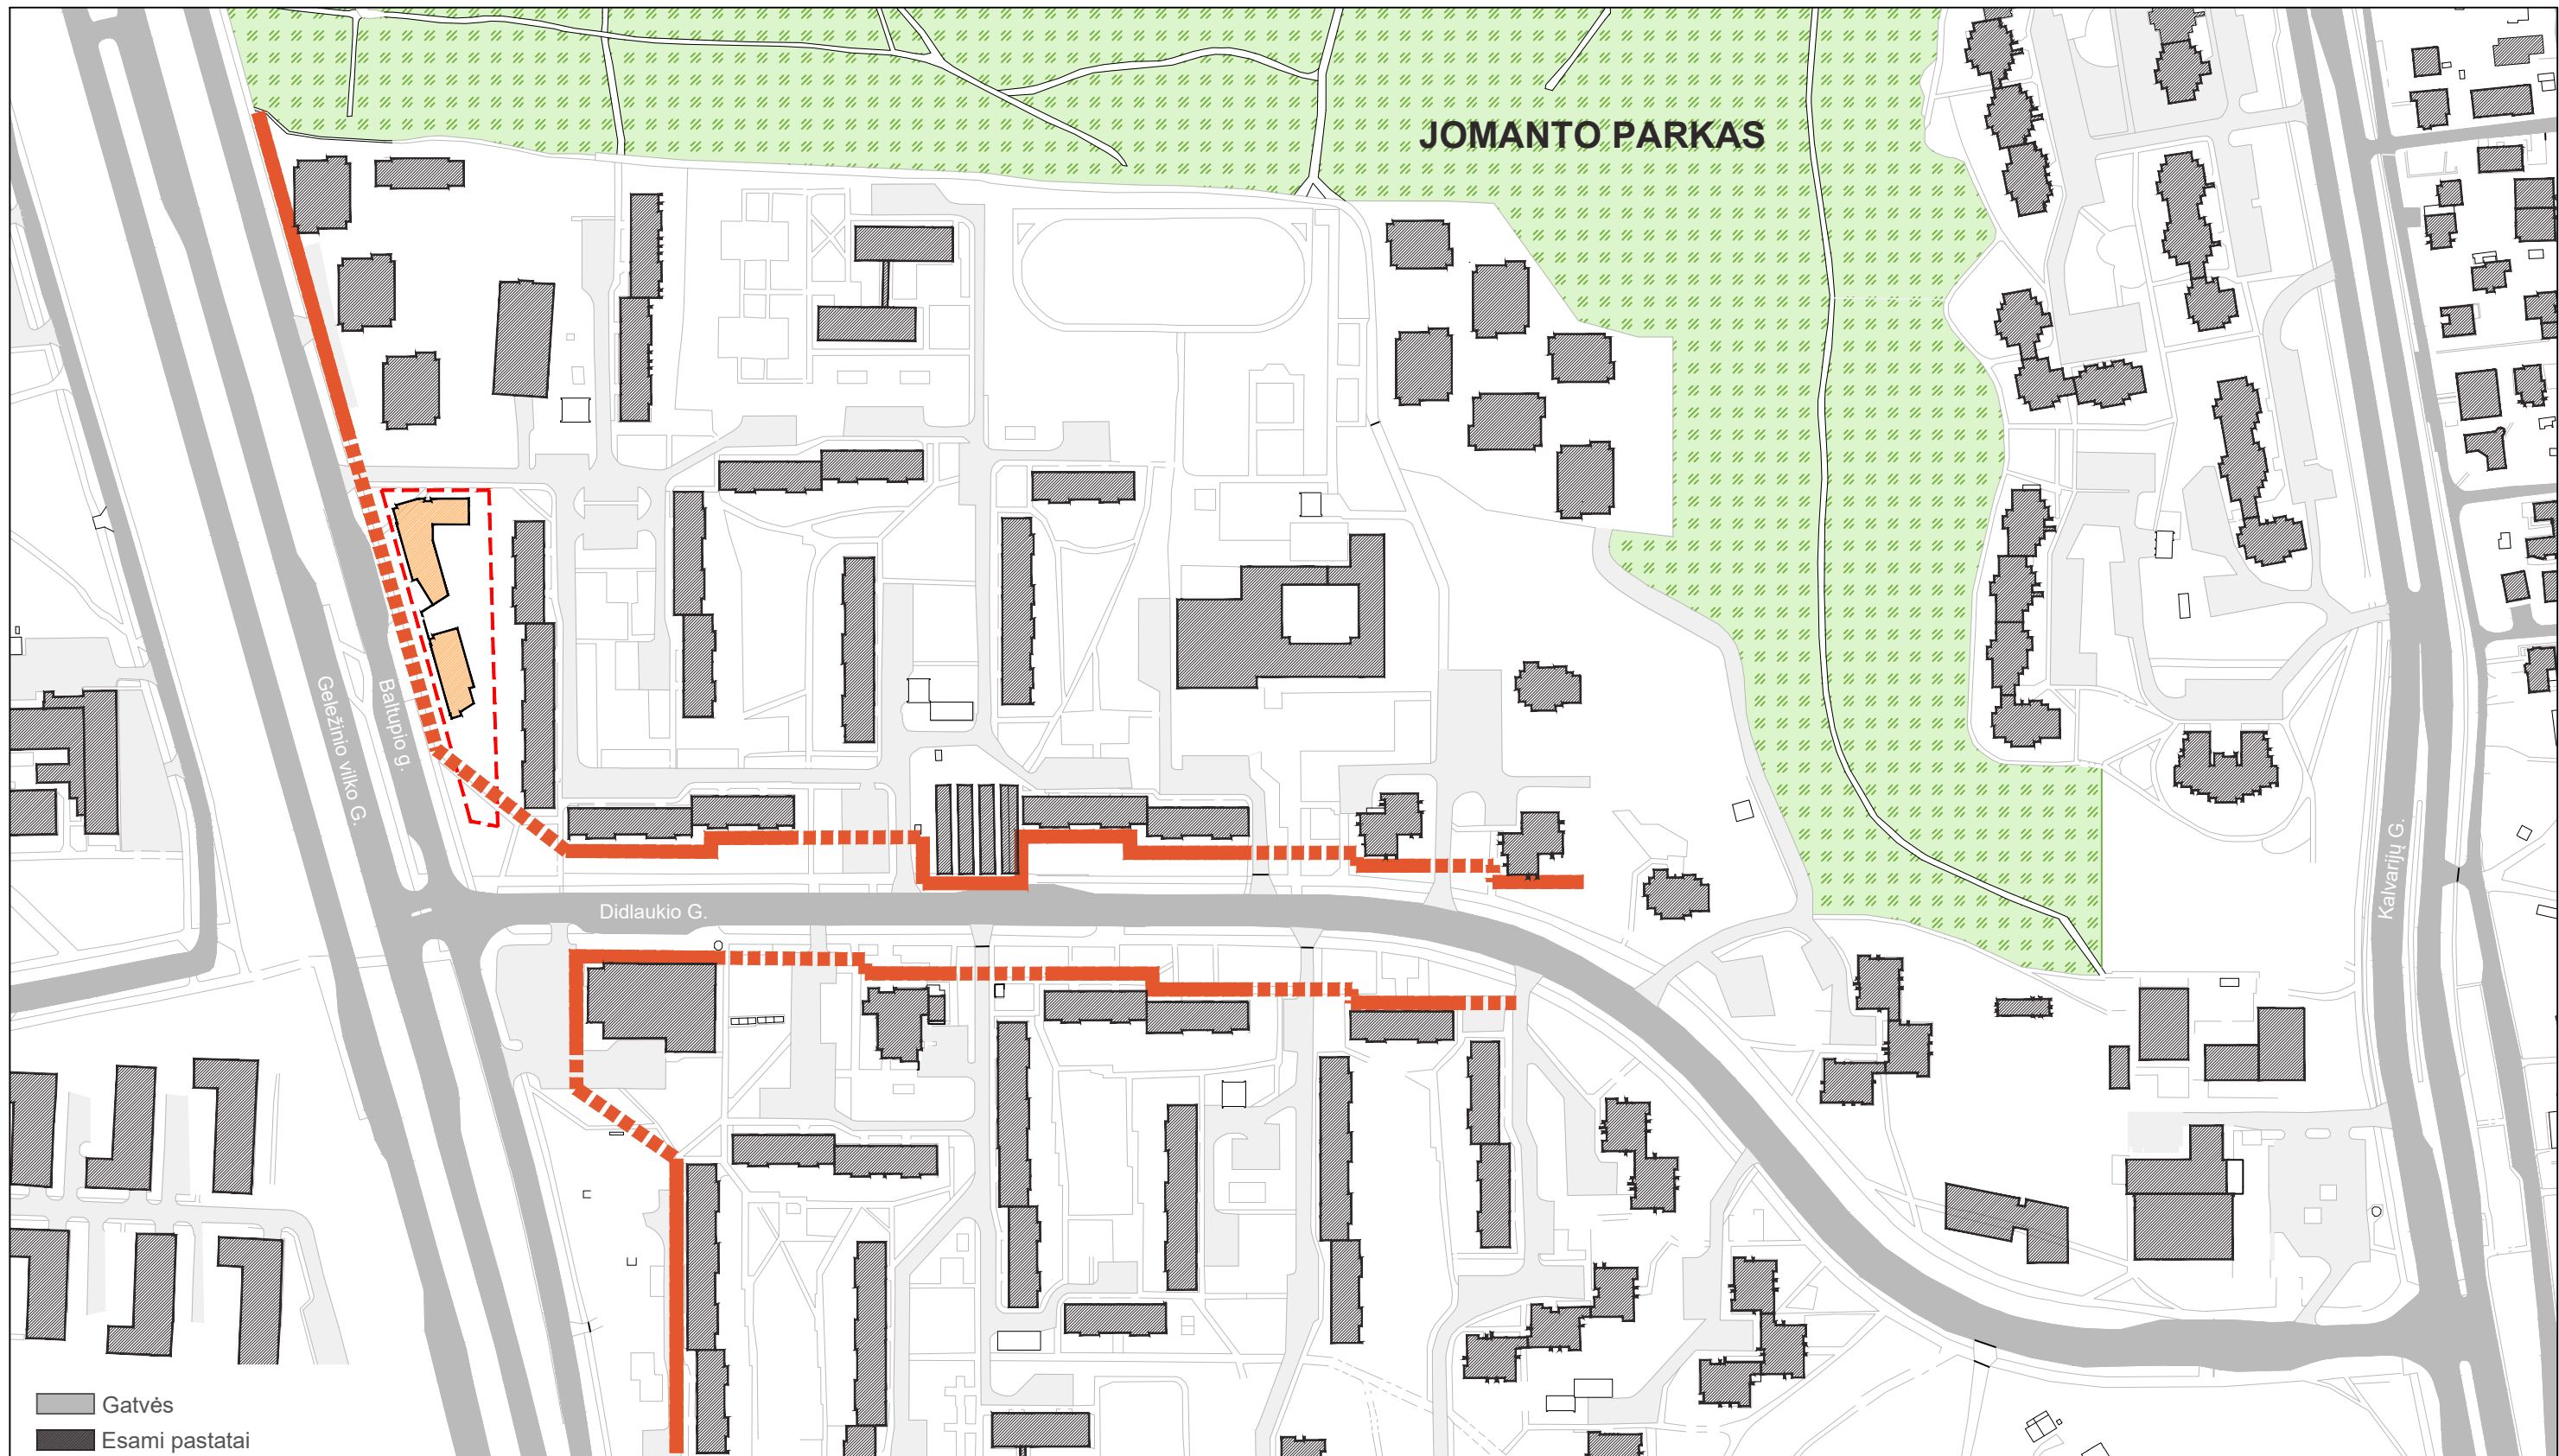 JOMANTO PARKAS
Geležinio vilko G.
Baltupio g.
Didlaukio G.
Kalvarijų G.
Gatvės
Esami pastatai